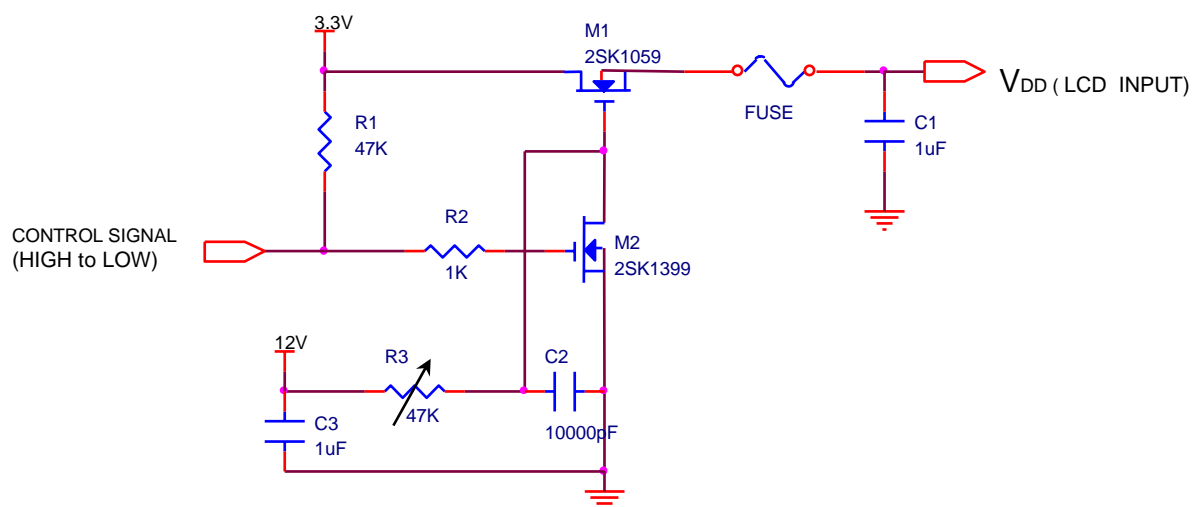 3.3V
M1
2SK1059
FUSE
VDD ( LCD INPUT)
R1
47K
C1
1uF
CONTROL SIGNAL
(HIGH to LOW)
R2
1K
M2
2SK1399
12V
R3
47K
C2
10000pF
C3
1uF